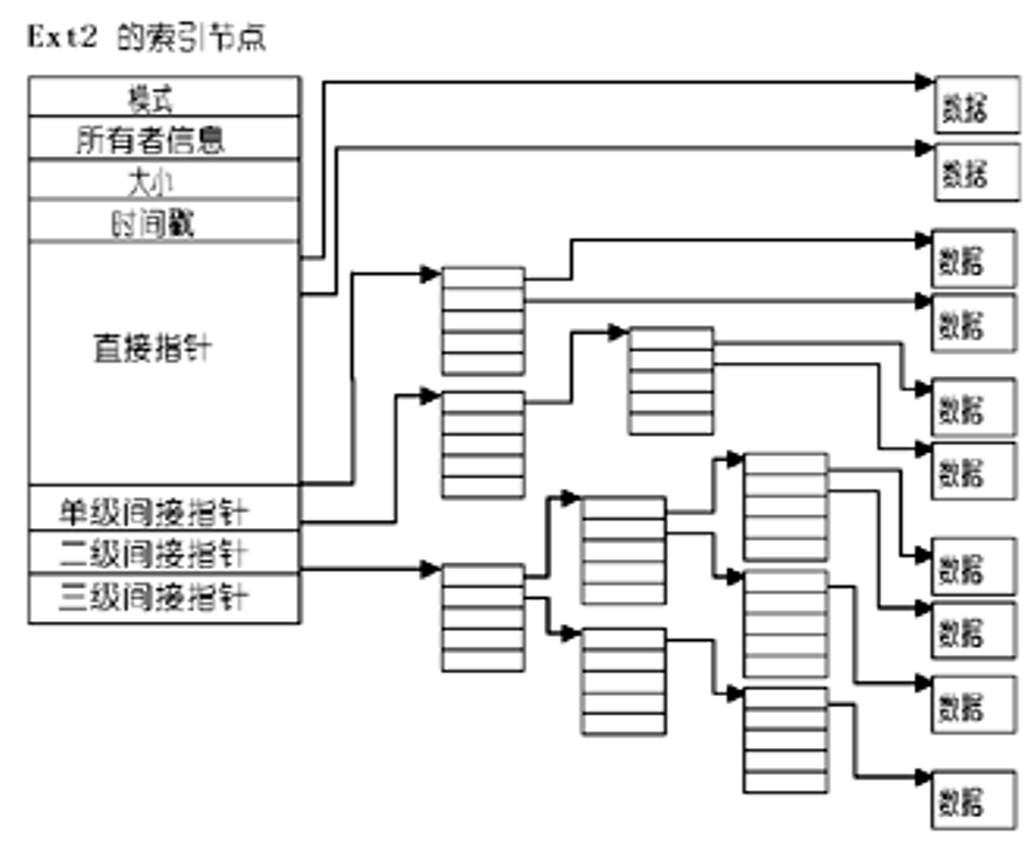 Ext2 的索引节点
模式
所有者信息
大小
时间戳
直接指针
单级间接指针
二级间接指针
三级间接指针
数据
数据
数据
数据
数据
数据
数据
数据
数据
数据